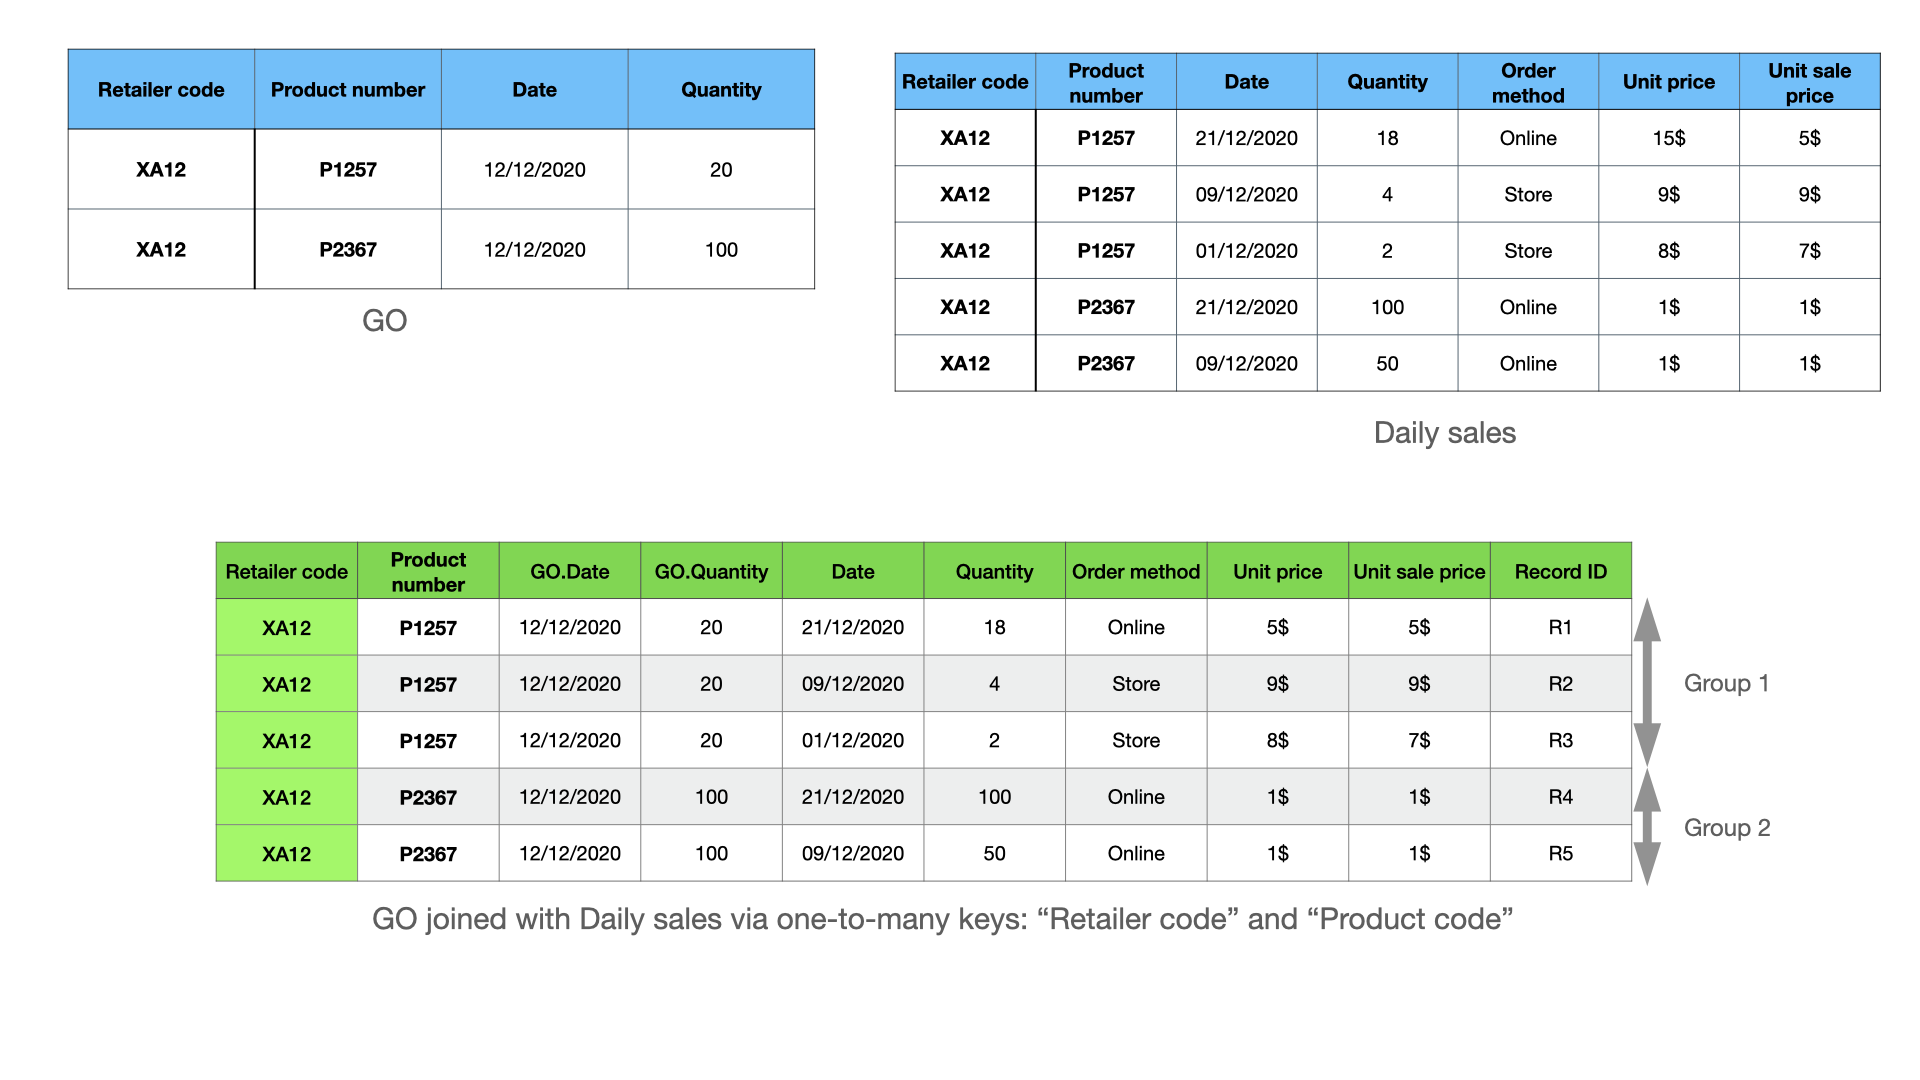 Retailer code Product number Date Quantity
XA12 P1257 12/12/2020 20
XA12 P2367 12/12/2020 100
GO
Retailer code Product number Date Quantity Order method Unit price Unit sale price
XA12 P1257 21/12/2020 18 Online 15$ 5$
XA12 P1257 09/12/2020 4 Store 9$ 9$
XA12 P1257 01/12/2020 2 Store 8$ 7$
XA12 P2367 21/12/2020 100 Online 1$ 1$
XA12 P2367 09/12/2020 50 Online 1$ 1$
Daily sales
Retailer code Product number GO.Date GO.Quantity Date Quantity Order method Unit price Unit sale price Record ID
XA12 P1257 12/12/2020 20 21/12/2020 18 Online 5$ 5$ R1
XA12 P1257 12/12/2020 20 09/12/2020 4 Store 9$ 9$ R2
XA12 P1257 12/12/2020 20 01/12/2020 2 Store 8$ 7$ R3
XA12 P2367 12/12/2020 100 21/12/2020 100 Online 1$ 1$ R4
XA12 P2367 12/12/2020 100 09/12/2020 50 Online 1$ 1$ R5
Group 1
Group 2
GO joined with Daily sales via one-to-many keys: “Retailer code” and “Product code”